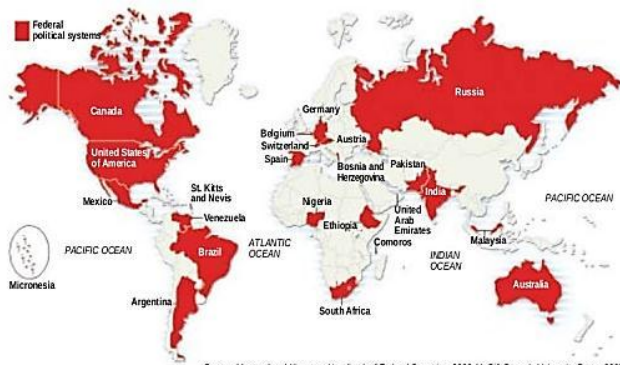 Federal
political systems
Canada
United States
of America
Mexico
St. Kitts
and Nevis
Venezuela
Brazil
Argentina
Micronesia
PACIFIC OCEAN
ATLANTIC
OCEAN
Germany
Belgium
Switzerland
Spain
Austria
Bosnia and
Herzegovina
Russia
Pakistan
India
Nigeria
Ethiopia
United
Arab
Emirates
Comoros
South Africa
INDIAN
OCEAN
Malaysia
PACIFIC OCEAN
Australia